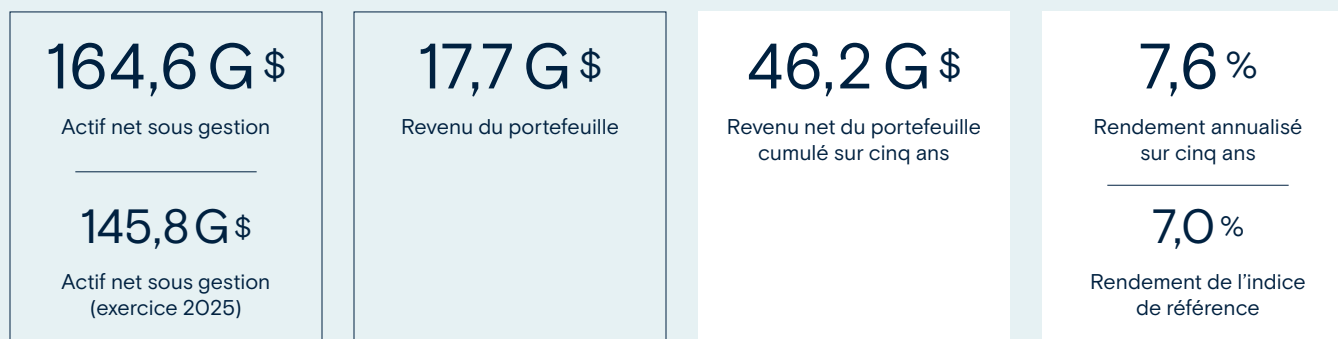 164,6 G $
Actif net sous gestion
145,8 G $
Actif net sous gestion
(exercice 2025)
17,7 G $
Revenu du portefeuille
46,2 G $
Revenu net du portefeuille
cumulé sur cinq ans
7,6 %
Rendement annualisé
sur cinq ans
7,0 %
Rendement de l’indice
de référence